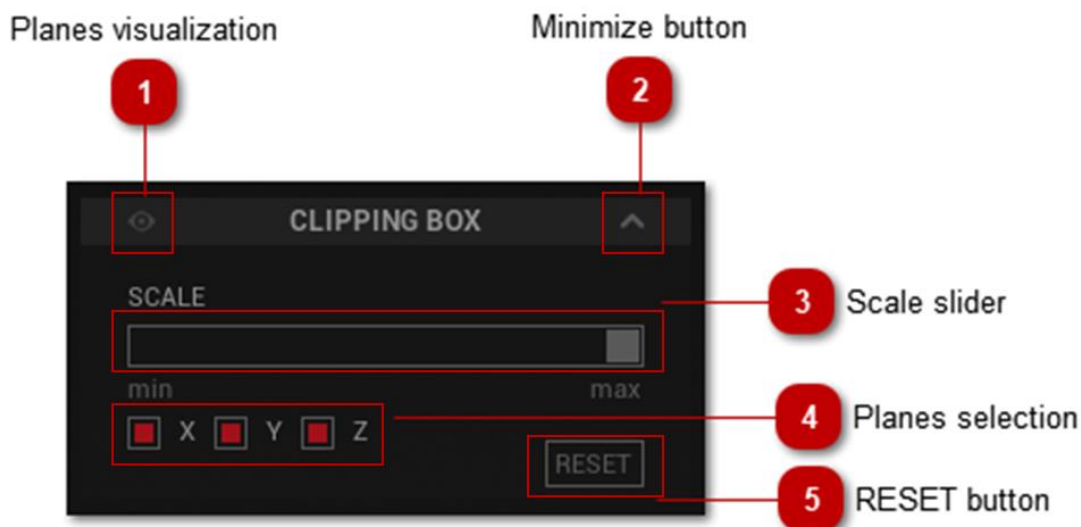 Planes visualization
Minimize button
1
2
CLIPPING BOX
SCALE
3 Scale slider
min max
X Y Z
4 Planes selection
RESET
5 RESET button